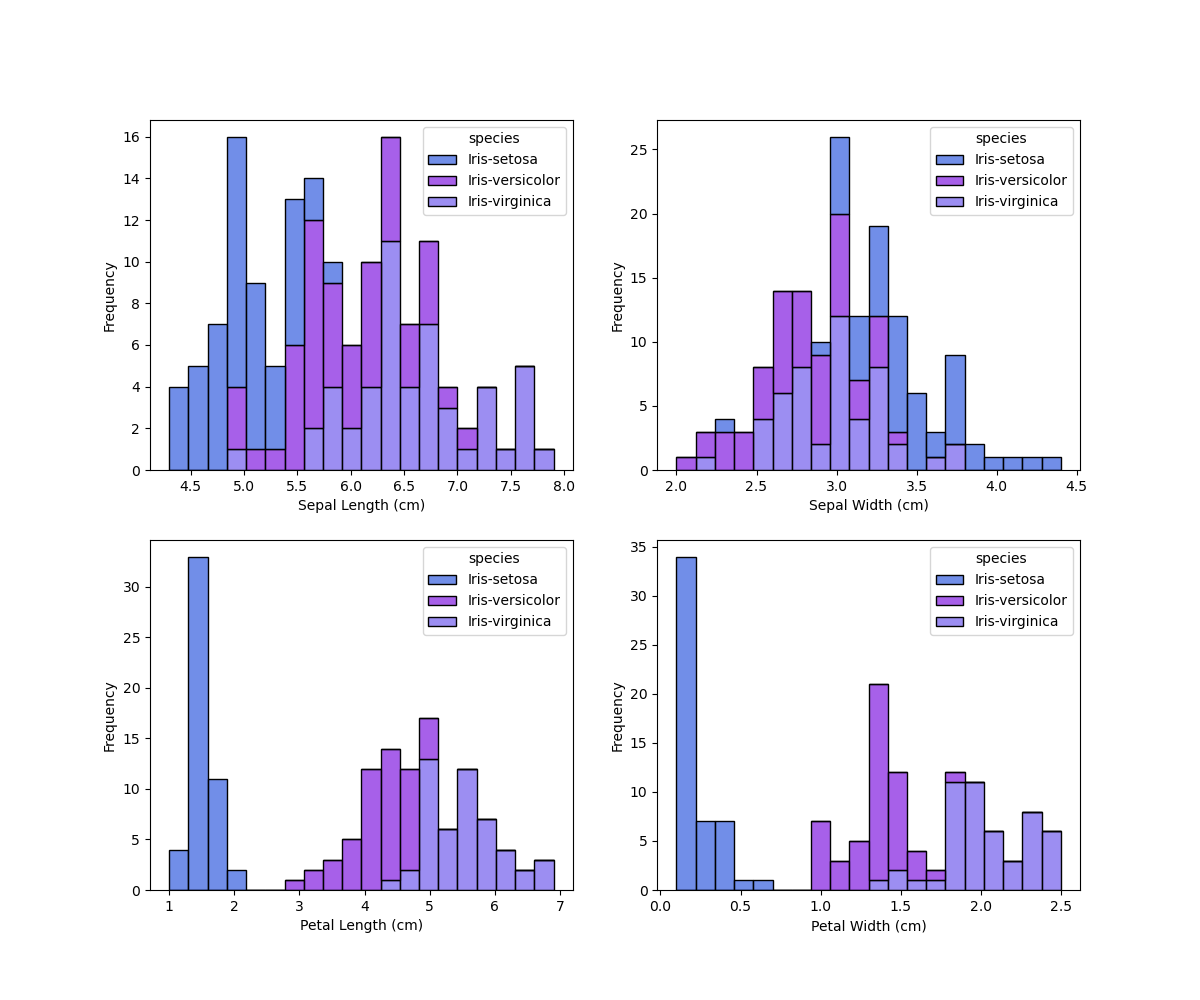 species
Iris-setosa
Iris-versicolor
Iris-virginica
Frequency
16
14
12
10
8
6
4
2
0
4.5 5.0 5.5 6.0 6.5 7.0 7.5 8.0
Sepal Length (cm)
species
Iris-setosa
Iris-versicolor
Iris-virginica
Frequency
25
20
15
10
5
0
2.0 2.5 3.0 3.5 4.0 4.5
Sepal Width (cm)
species
Iris-setosa
Iris-versicolor
Iris-virginica
Frequency
30
25
20
15
10
5
0
1 2 3 4 5 6 7
Petal Length (cm)
species
Iris-setosa
Iris-versicolor
Iris-virginica
Frequency
35
30
25
20
15
10
5
0
0.0 0.5 1.0 1.5 2.0 2.5
Petal Width (cm)